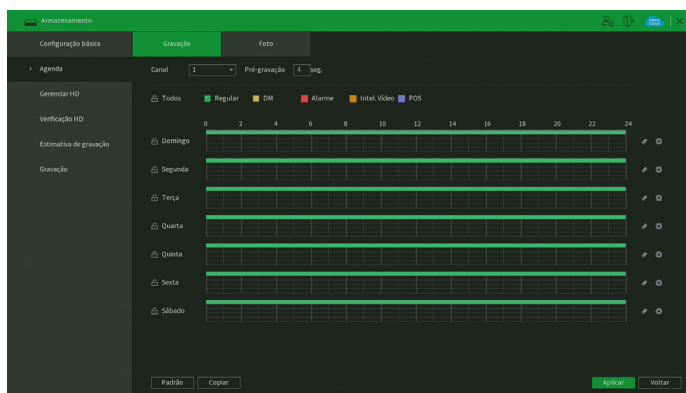 Armazenamento
Configuração básica Gravação Foto
Agenda Canal 1 Pré-gravação 4 seg.
Gerenciar HD Todos Regular DM Alarme Intel. Vídeo POS
Verificação HD 0 2 4 6 8 10 12 14 16 18 20 22 24
Estimativa de gravação Domingo
Gravação Segunda
Terça
Quarta
Quinta
Sexta
Sábado
Padrão Copiar Aplicar Voltar